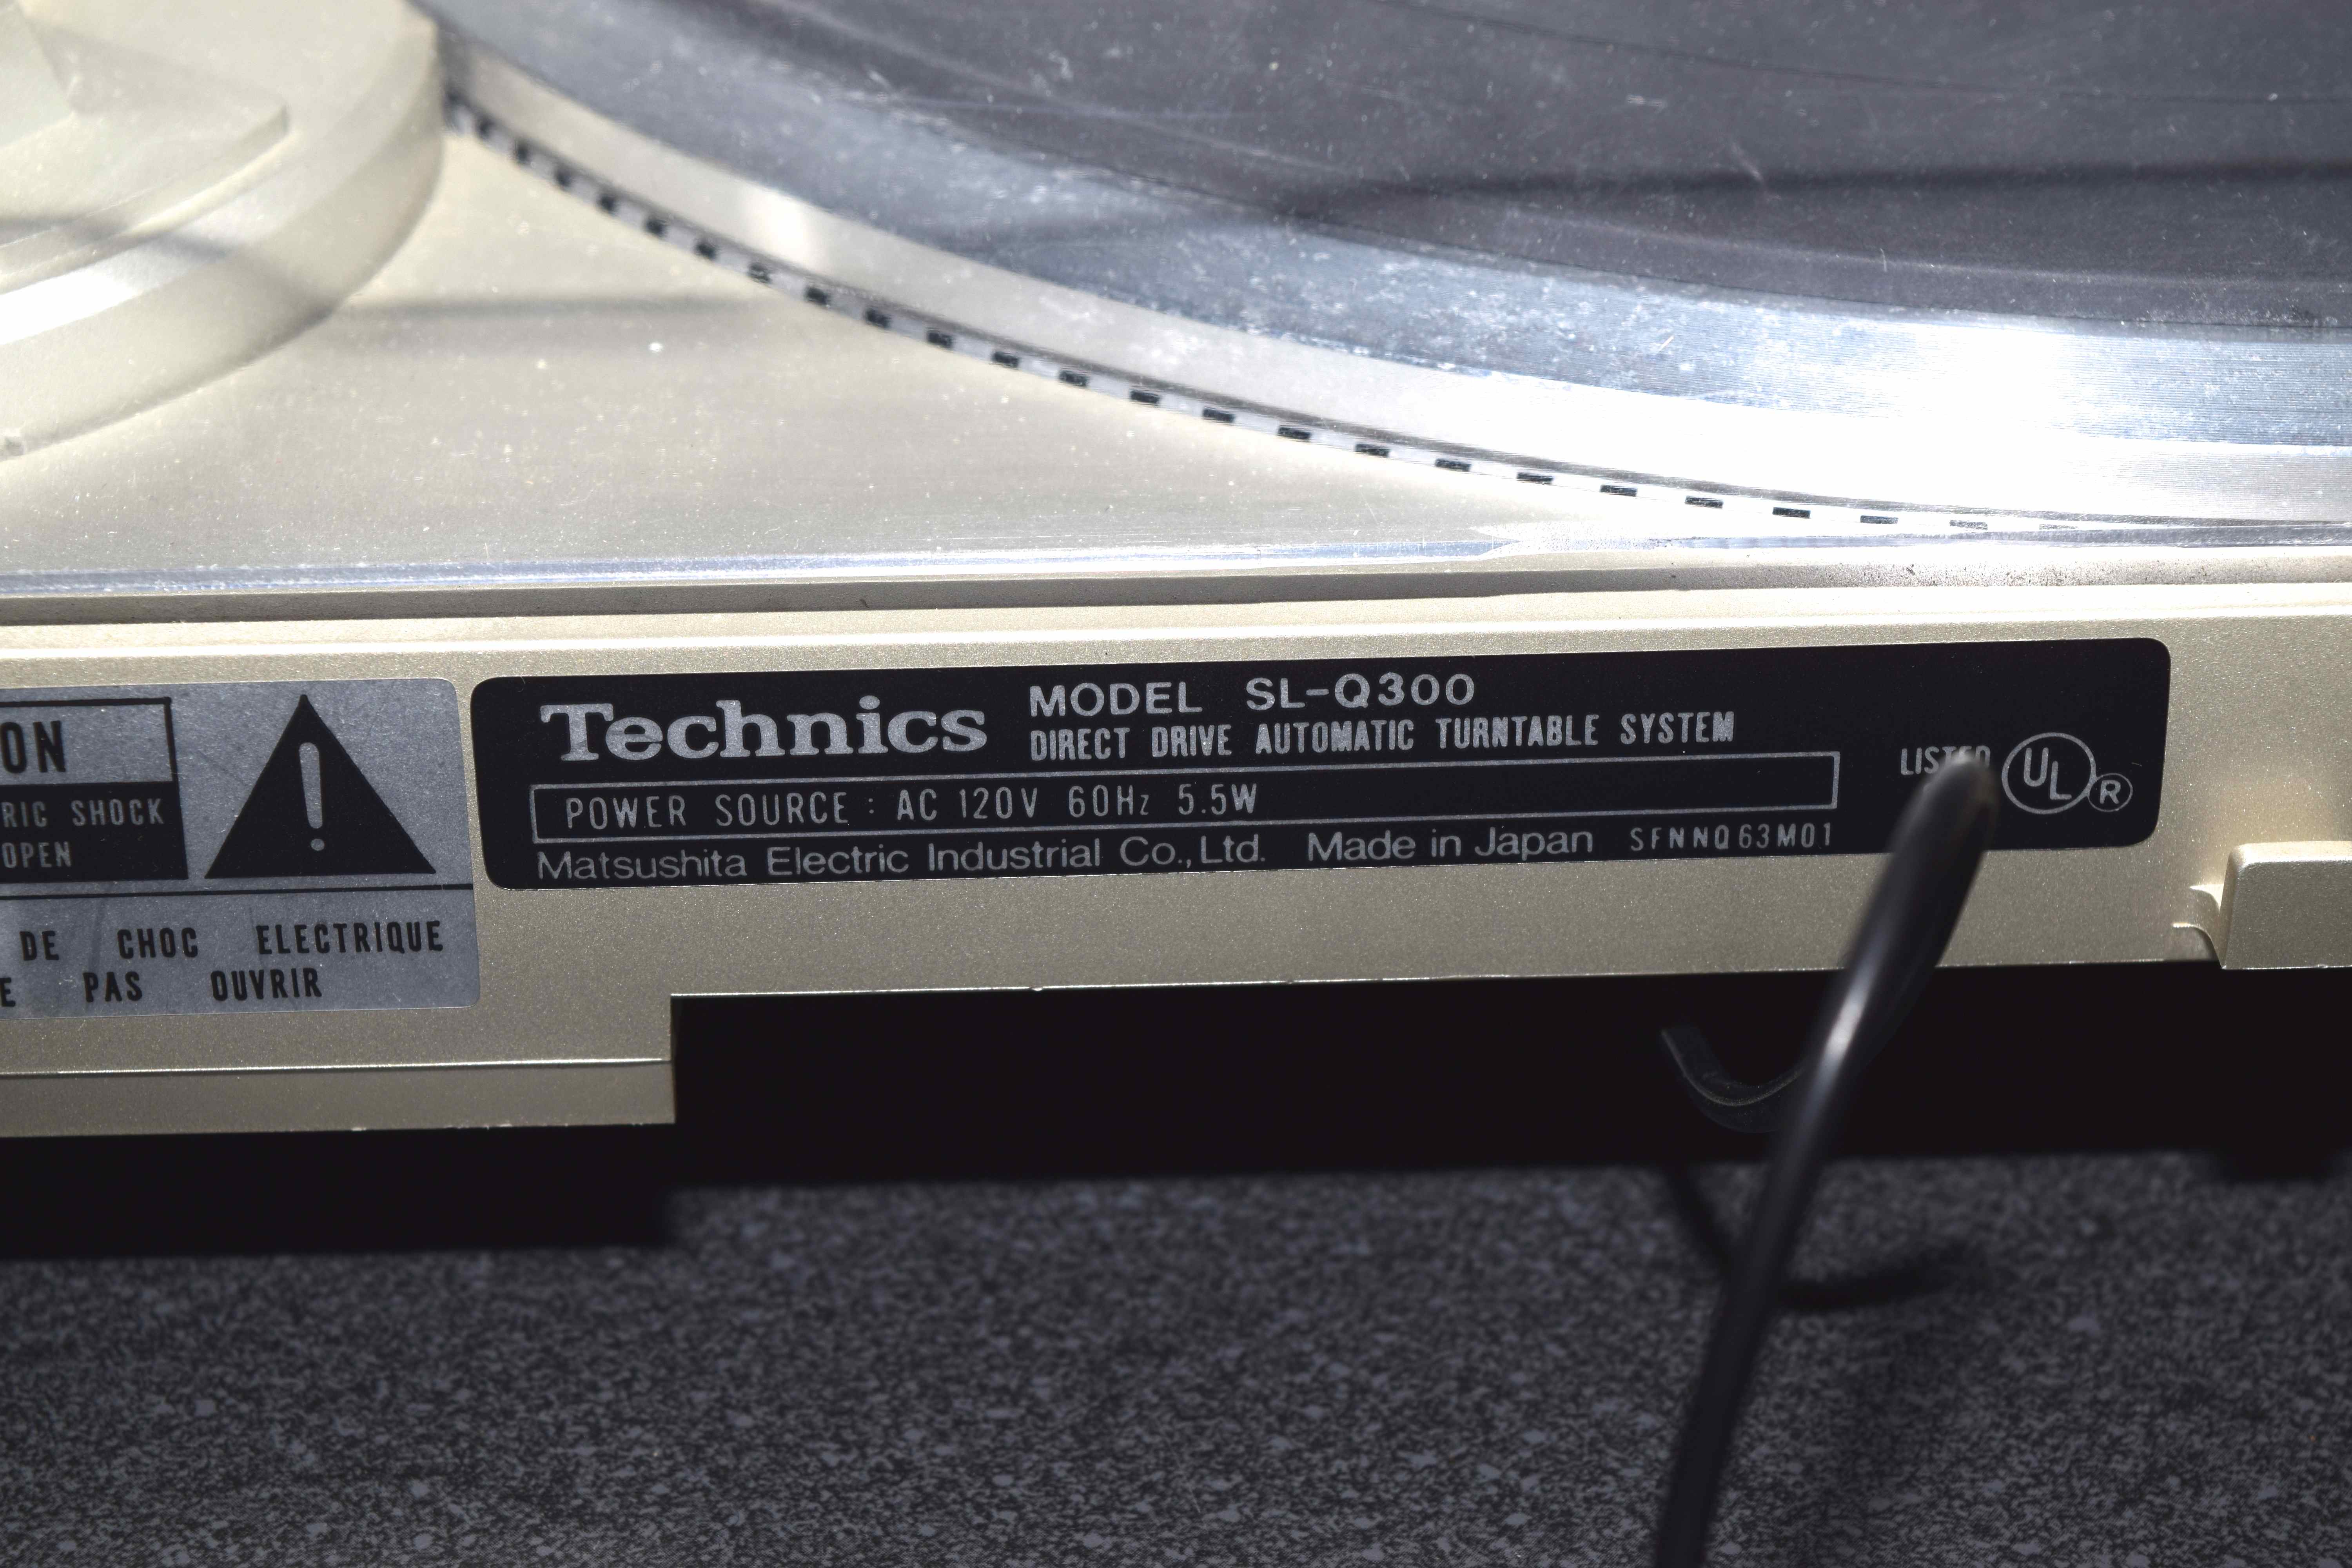 ON
RIC SHOCK
OPEN
DE CHOC ELECTRIQUE
E PAS OUVRIR
Technics MODEL SL-Q300
DIRECT DRIVE AUTOMATIC TURNTABLE SYSTEM
POWER SOURCE : AC 120V 60Hz 5.5W
Matsushita Electric Industrial Co., Ltd. Made in Japan SFNNQ63M01
LISTED UL R